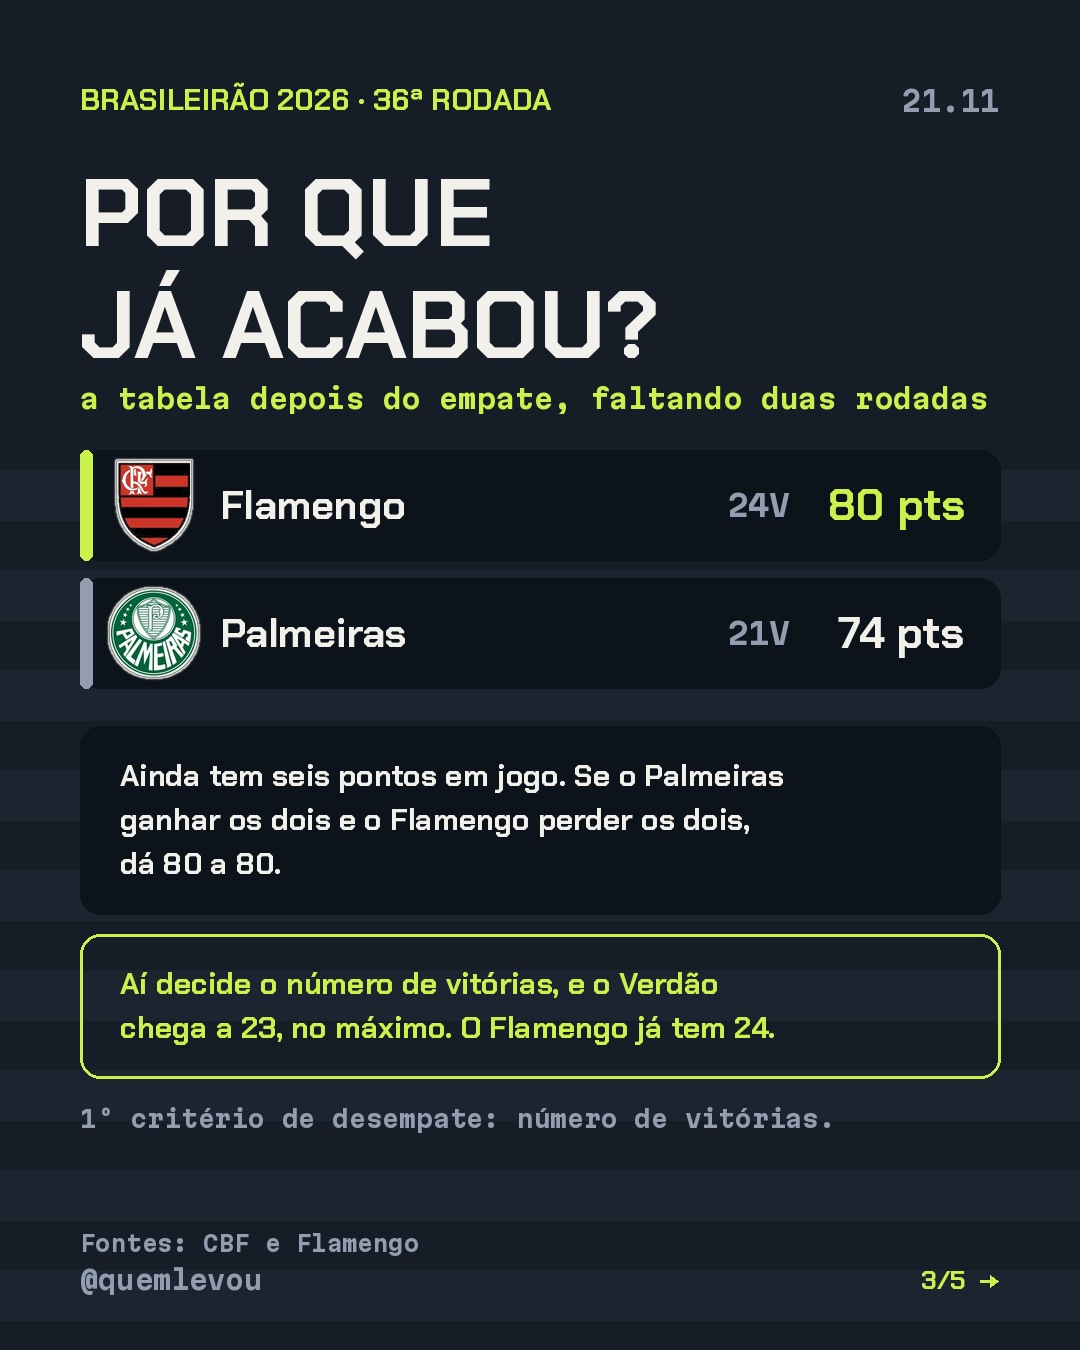 BRASILEIRÃO 2026 · 36ª RODADA
21.11
POR QUE
JÁ ACABOU?
a tabela depois do empate, faltando duas rodadas
Flamengo 24V 80 pts
PALMEIRAS
Palmeiras 21V 74 pts
Ainda tem seis pontos em jogo. Se o Palmeiras
ganhar os dois e o Flamengo perder os dois,
dá 80 a 80.
Aí decide o número de vitórias, e o Verdão
chega a 23, no máximo. O Flamengo já tem 24.
1º critério de desempate: número de vitórias.
Fontes: CBF e Flamengo
@quemlevou
3/5 →